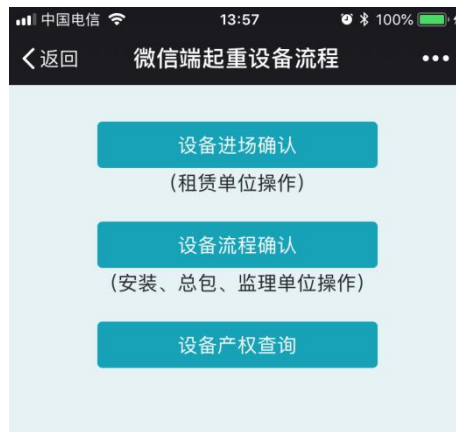 中国电信 13:57 100%
返回 微信端起重设备流程
设备进场确认
(租赁单位操作)
设备流程确认
(安装、总包、监理单位操作)
设备产权查询